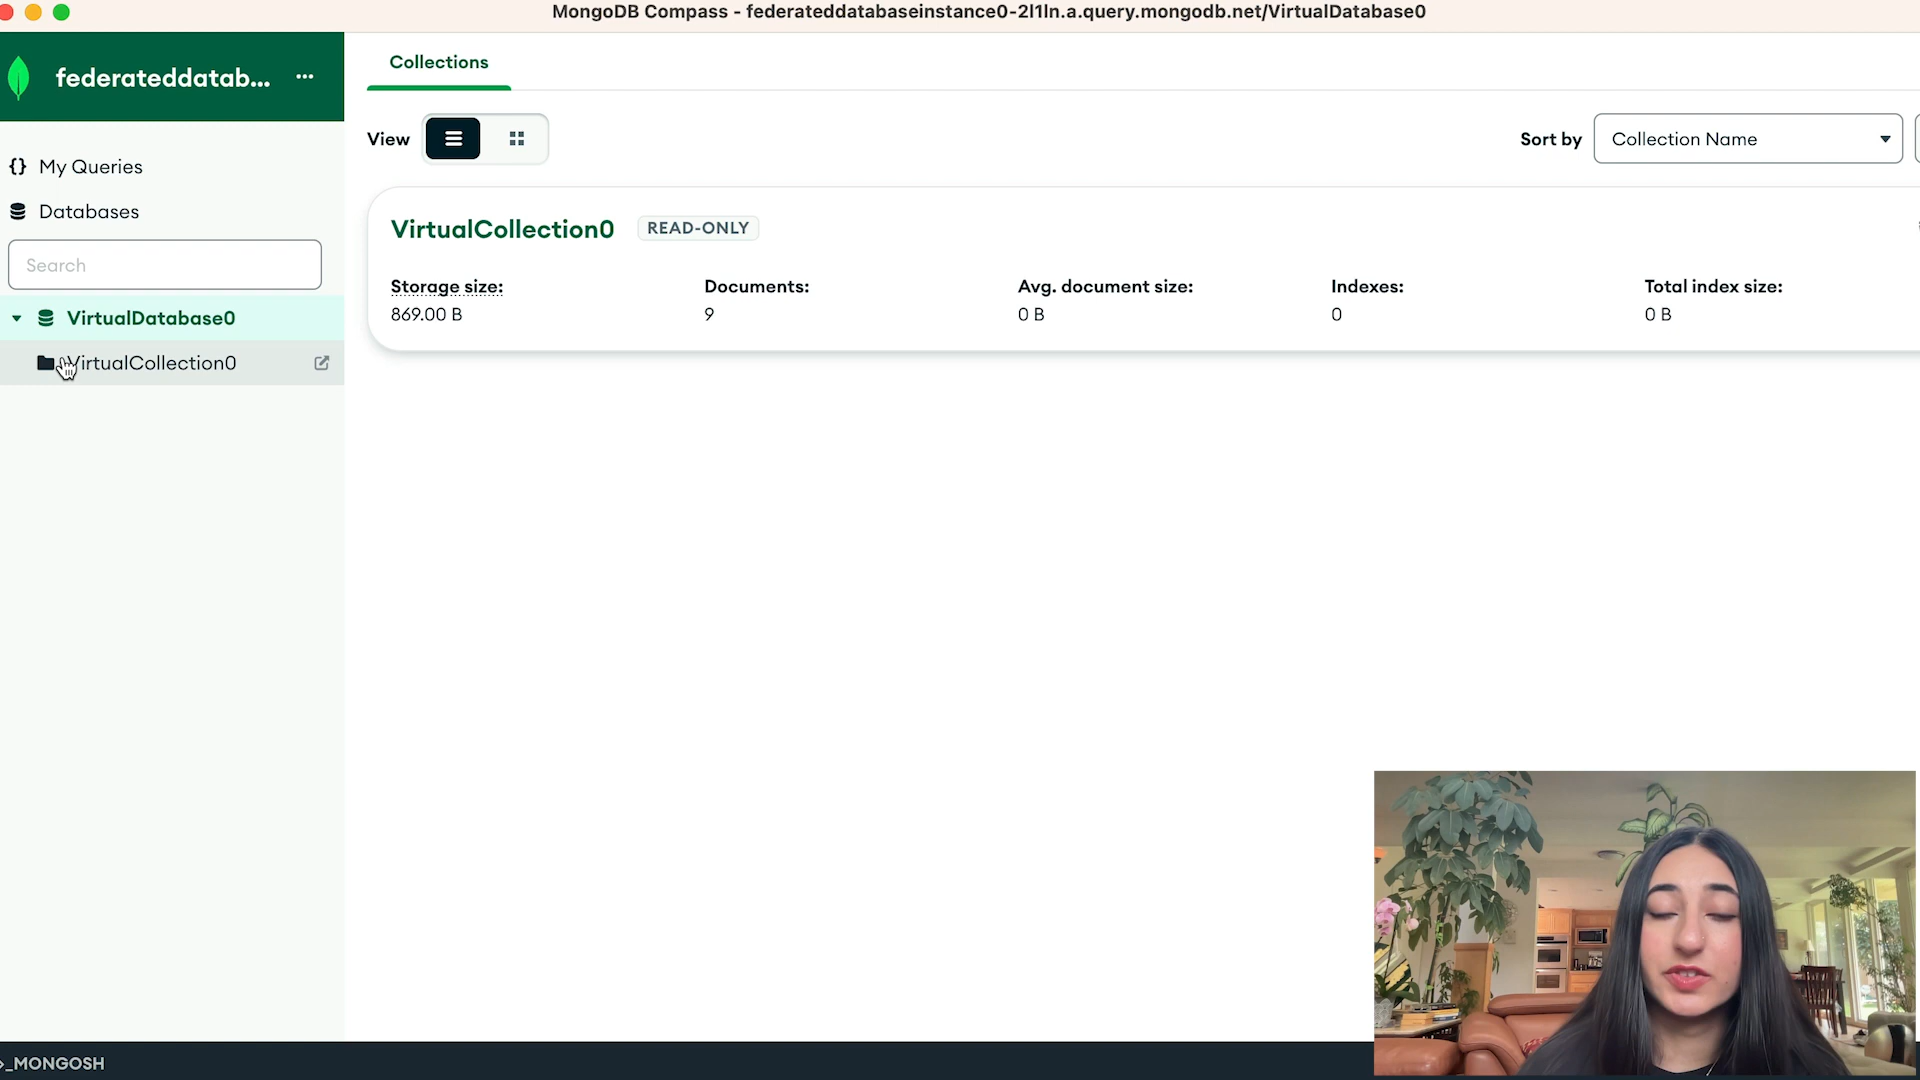 MongoDB Compass - federateddatabaseinstance0-2l1ln.a.query.mongodb.net/VirtualDatabase0
federateddatab...
Collections
View
Sort by
Collection Name
{} My Queries
Databases
Search
VirtualDatabase0
VirtualCollection0
VirtualCollection0
READ-ONLY
Storage size:
869.00 B
Documents:
9
Avg. document size:
0 B
Indexes:
0
Total index size:
0 B
>_MONGOSH